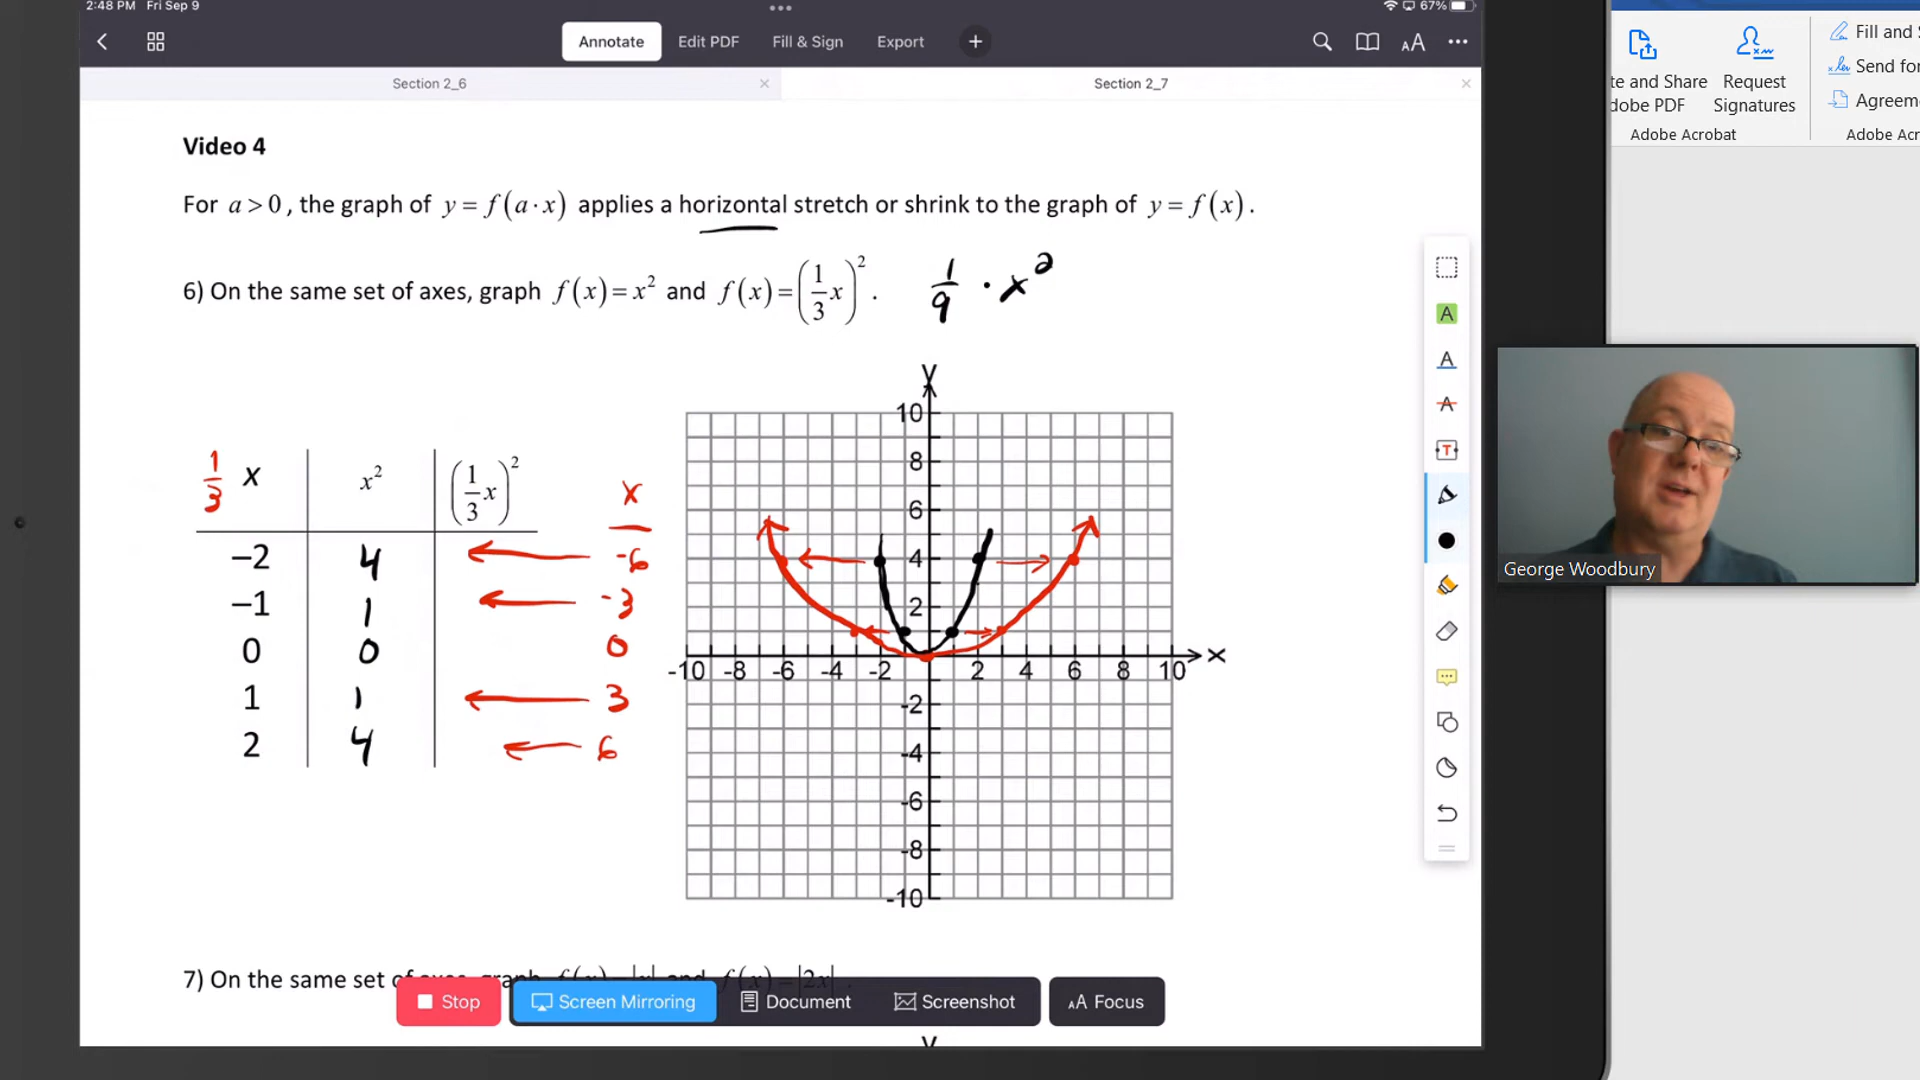 2:48 PM Fri Sep 9
67%
Annotate Edit PDF Fill & Sign Export
AA
Section 2_6
Section 2_7
Fill and
te and Share
dobe PDF
Request
Signatures
Send for
Agreem
Adobe Acrobat
Adobe Acr
Video 4
For a > 0, the graph of y = f(a · x) applies a horizontal stretch or shrink to the graph of y = f(x).
6) On the same set of axes, graph f(x) = x² and f(x) = (1/3 x)². 1/9 · x²
1/3 x x² (1/3 x)² x
-2 4 ← -6
-1 1 ← -3
0 0 0
1 1 ← 3
2 4 ← 6
y
10
8
6
4
2
-10 -8 -6 -4 -2 2 4 6 8 10 x
-2
-4
-6
-8
-10
George Woodbury
7) On the same set of axes, graph f(x) = |x| and f(x) = |2x|
Stop Screen Mirroring Document Screenshot AA Focus
y